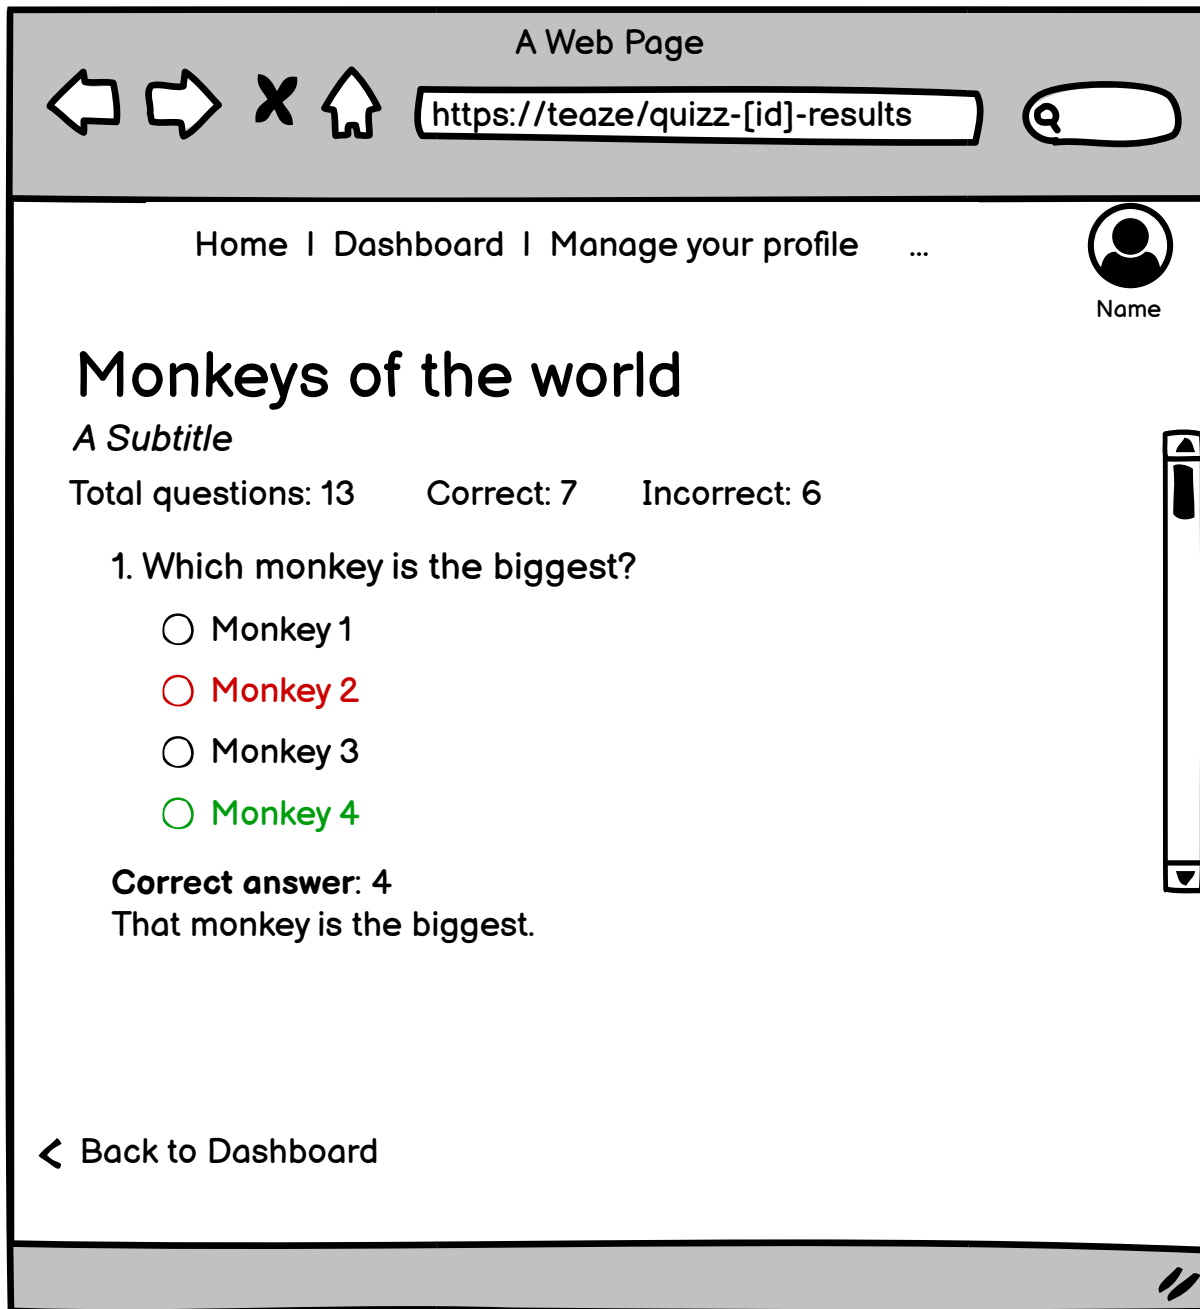 A Web Page
https://teaze/quizz-[id]-results
Home | Dashboard | Manage your profile ...
Name
Monkeys of the world
A Subtitle
Total questions: 13 Correct: 7 Incorrect: 6
1. Which monkey is the biggest?
Monkey 1
Monkey 2
Monkey 3
Monkey 4
Correct answer: 4
That monkey is the biggest.
Back to Dashboard